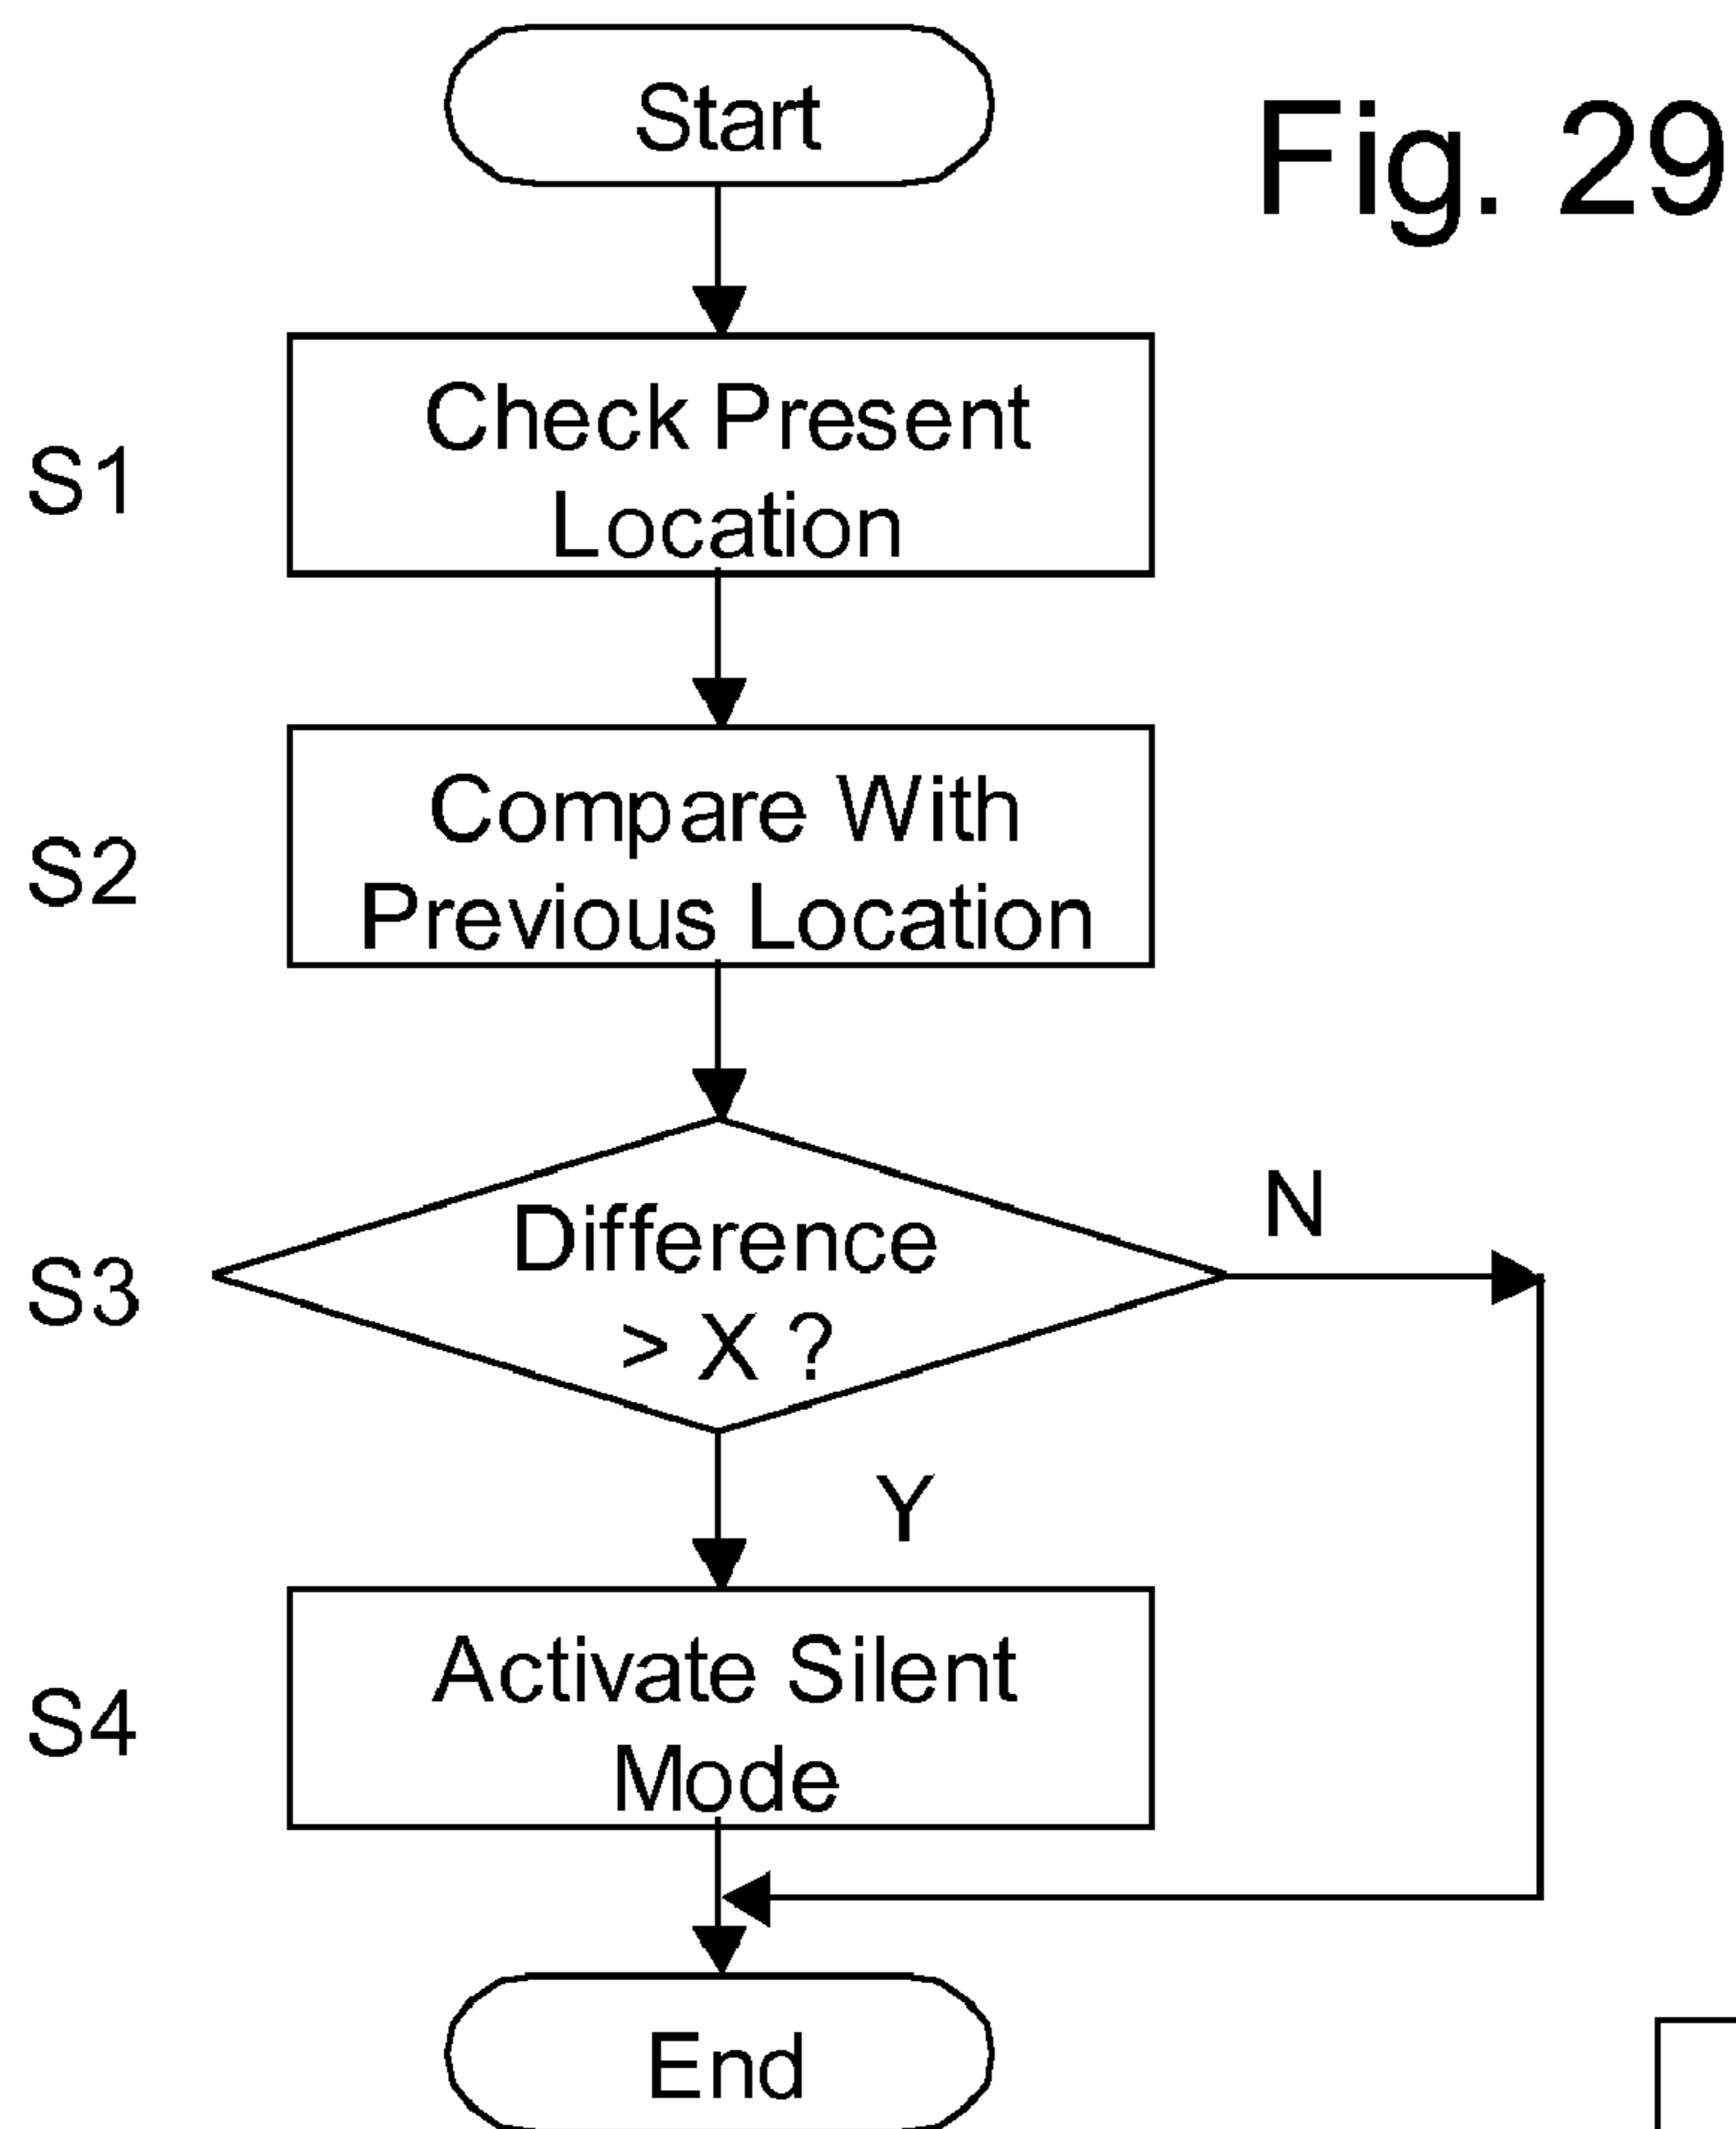 Start
Fig. 29
S1
Check Present
Location
S2
Compare With
Previous Location
S3
Difference
> X ?
N
Y
S4
Activate Silent
Mode
End